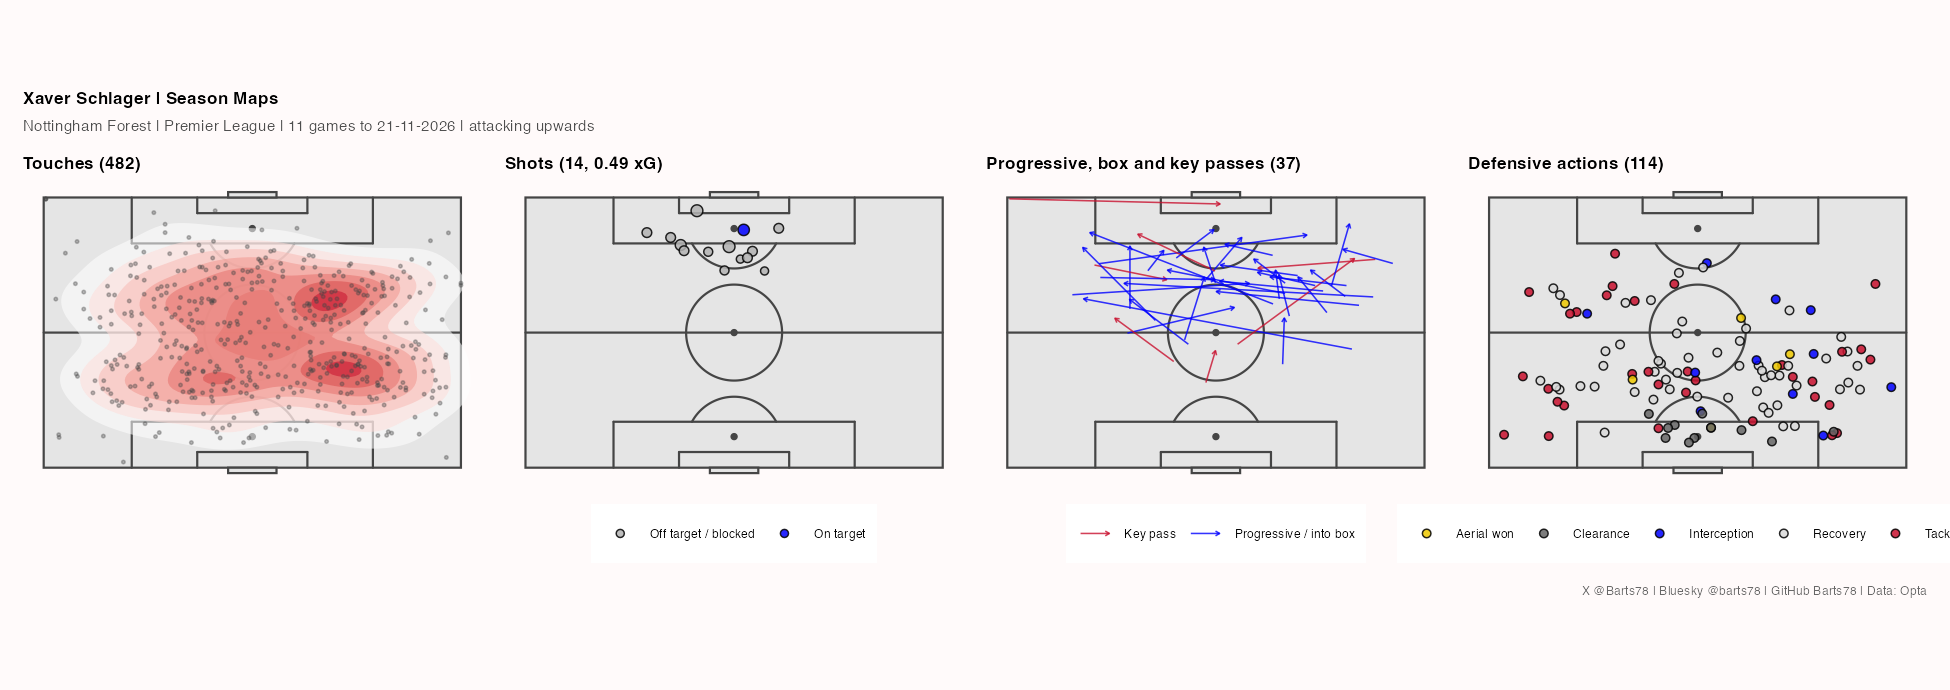 Xaver Schlager | Season Maps
Nottingham Forest | Premier League | 11 games to 21-11-2026 | attacking upwards
Touches (482)
Shots (14, 0.49 xG)
Progressive, box and key passes (37)
Defensive actions (114)
Off target / blocked
On target
Key pass
Progressive / into box
Aerial won
Clearance
Interception
Recovery
Tack
X @Barts78 | Bluesky @barts78 | GitHub Barts78 | Data: Opta